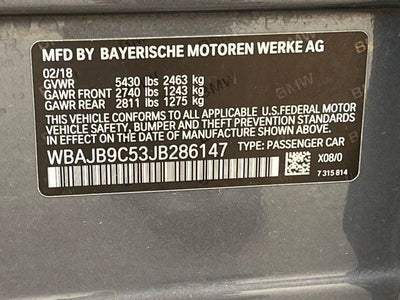 MFD BY BAYERISCHE MOTOREN WERKE AG
02/18
GVWR 5430 lbs 2463 kg
GAWR FRONT 2740 lbs 1243 kg
GAWR REAR 2811 lbs 1275 kg
THIS VEHICLE CONFORMS TO ALL APPLICABLE U.S.FEDERAL MOTOR
VEHICLE SAFETY, BUMPER, AND THEFT PREVENTION STANDARDS
IN EFFECT ON THE DATE OF MANUFACTURE SHOWN ABOVE.
WBAJB9C53JB286147 TYPE: PASSENGER CAR
X08/0
7 315 814
BMW
BMW